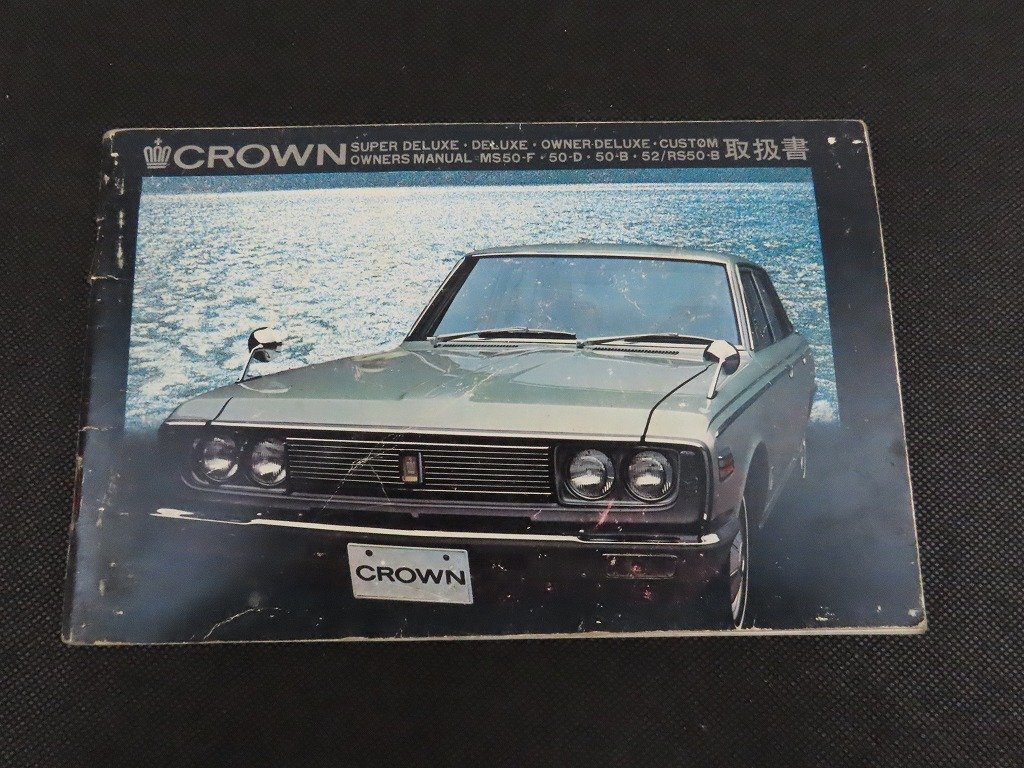 CROWN
SUPER DELUXE・DELUXE・OWNER DELUXE・CUSTOM
OWNERS MANUAL MS50-F・50-D・50-B・52/RS50-B
取扱書
CROWN